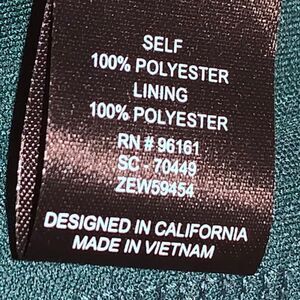 SELF
100% POLYESTER
LINING
100% POLYESTER
RN # 96161
SC - 70449
ZEW59454
DESIGNED IN CALIFORNIA
MADE IN VIETNAM